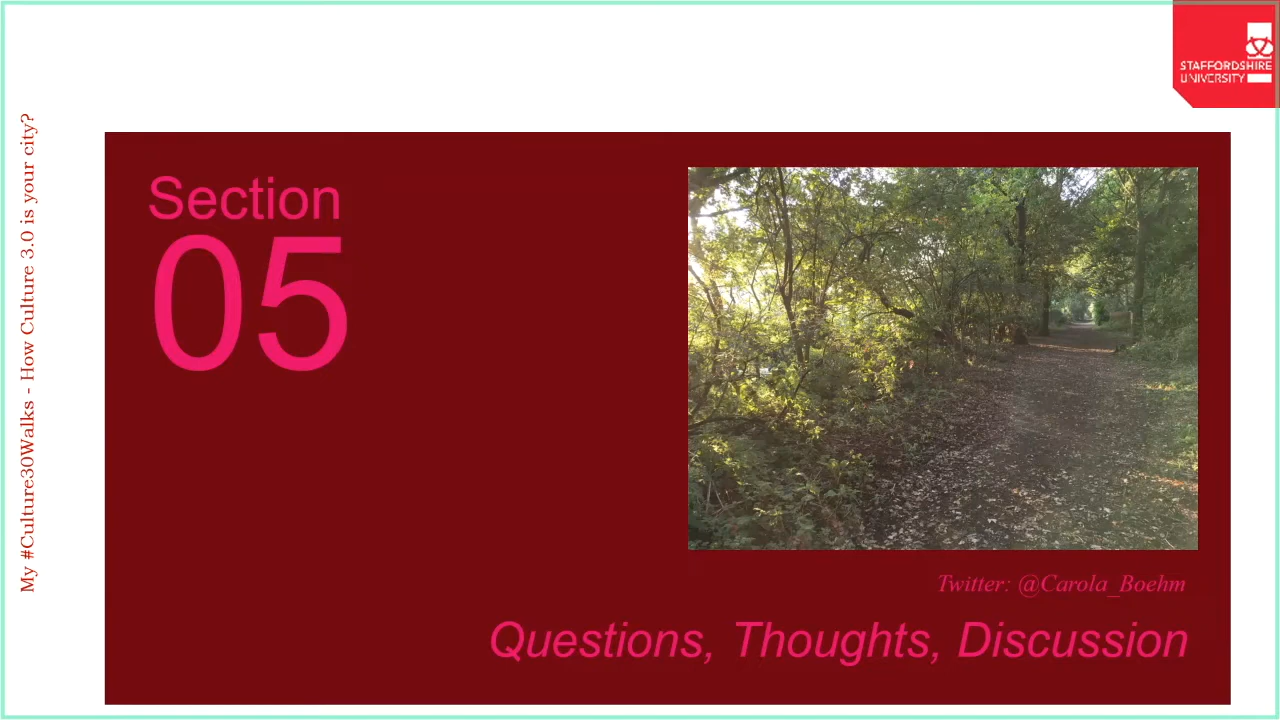 STAFFORDSHIRE
UNIVERSITY
My #Culture30Walks - How Culture 3.0 is your city?
Section
05
Twitter: @Carola_Boehm
Questions, Thoughts, Discussion